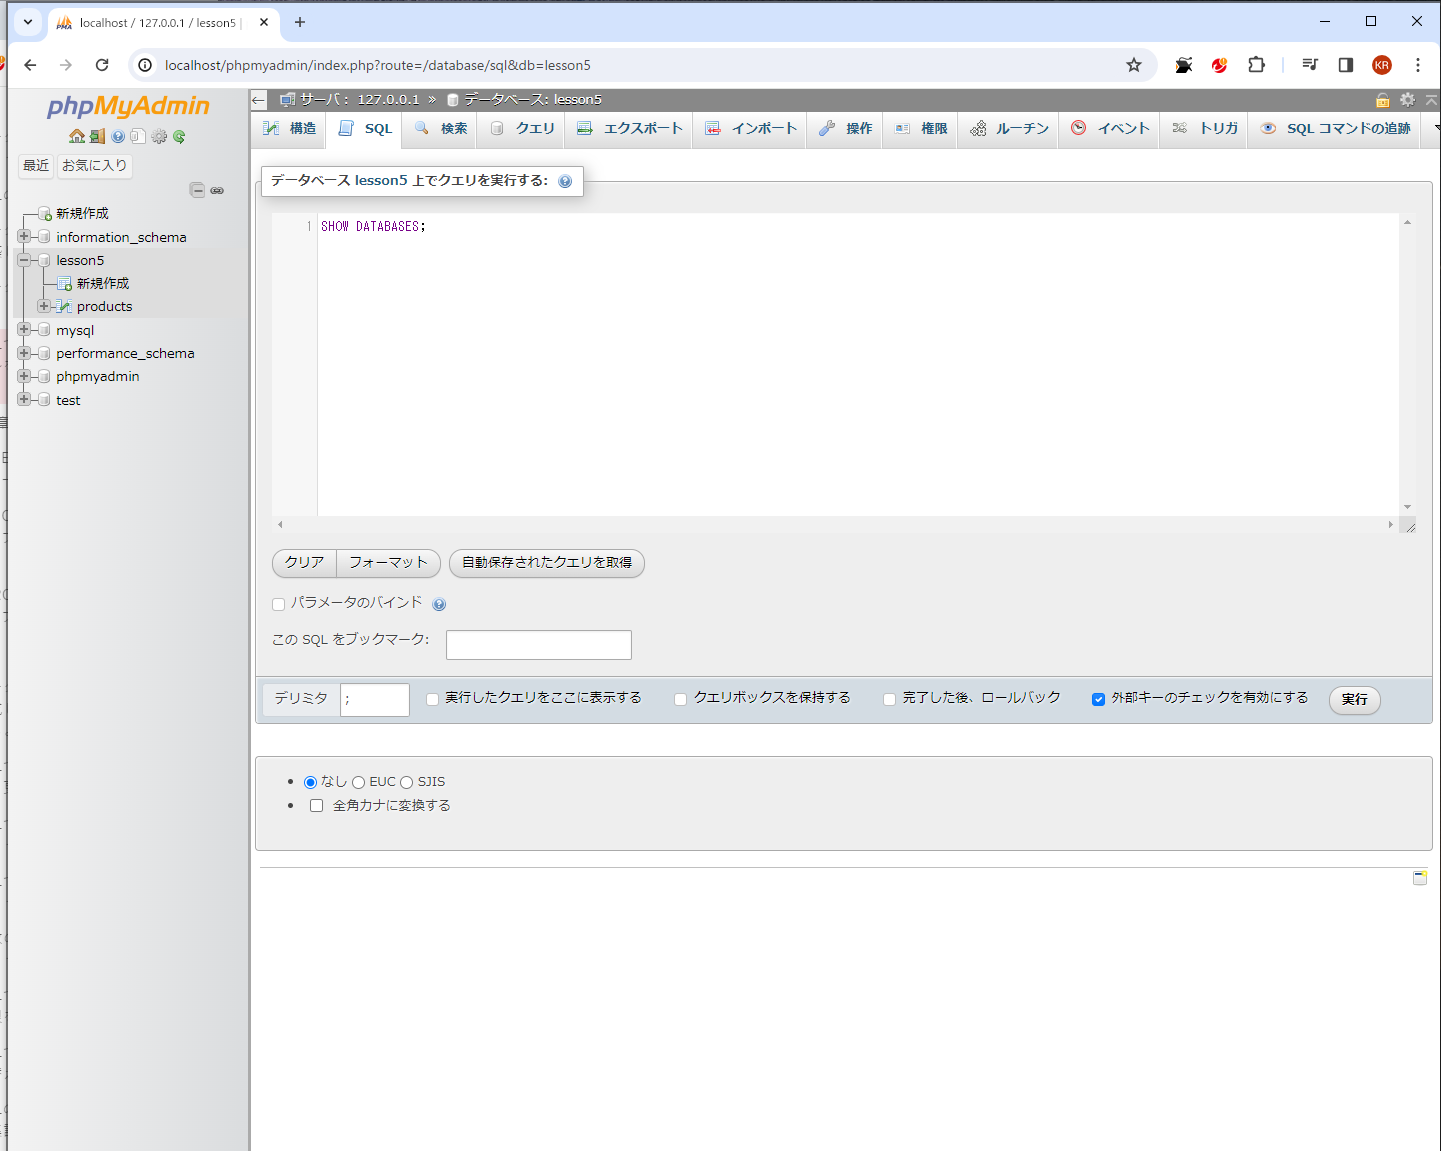 localhost / 127.0.0.1 / lesson5 |
localhost/phpmyadmin/index.php?route=/database/sql&db=lesson5
KR
phpMyAdmin
最近 お気に入り
新規作成
information_schema
lesson5
新規作成
products
mysql
performance_schema
phpmyadmin
test
サーバ: 127.0.0.1 » データベース: lesson5
構造 SQL 検索 クエリ エクスポート インポート 操作 権限 ルーチン イベント トリガ SQL コマンドの追跡
データベース lesson5 上でクエリを実行する:
1 SHOW DATABASES;
クリア フォーマット 自動保存されたクエリを取得
パラメータのバインド
この SQL をブックマーク:
デリミタ ; 実行したクエリをここに表示する クエリボックスを保持する 完了した後、ロールバック 外部キーのチェックを有効にする 実行
なし EUC SJIS
全角カナに変換する